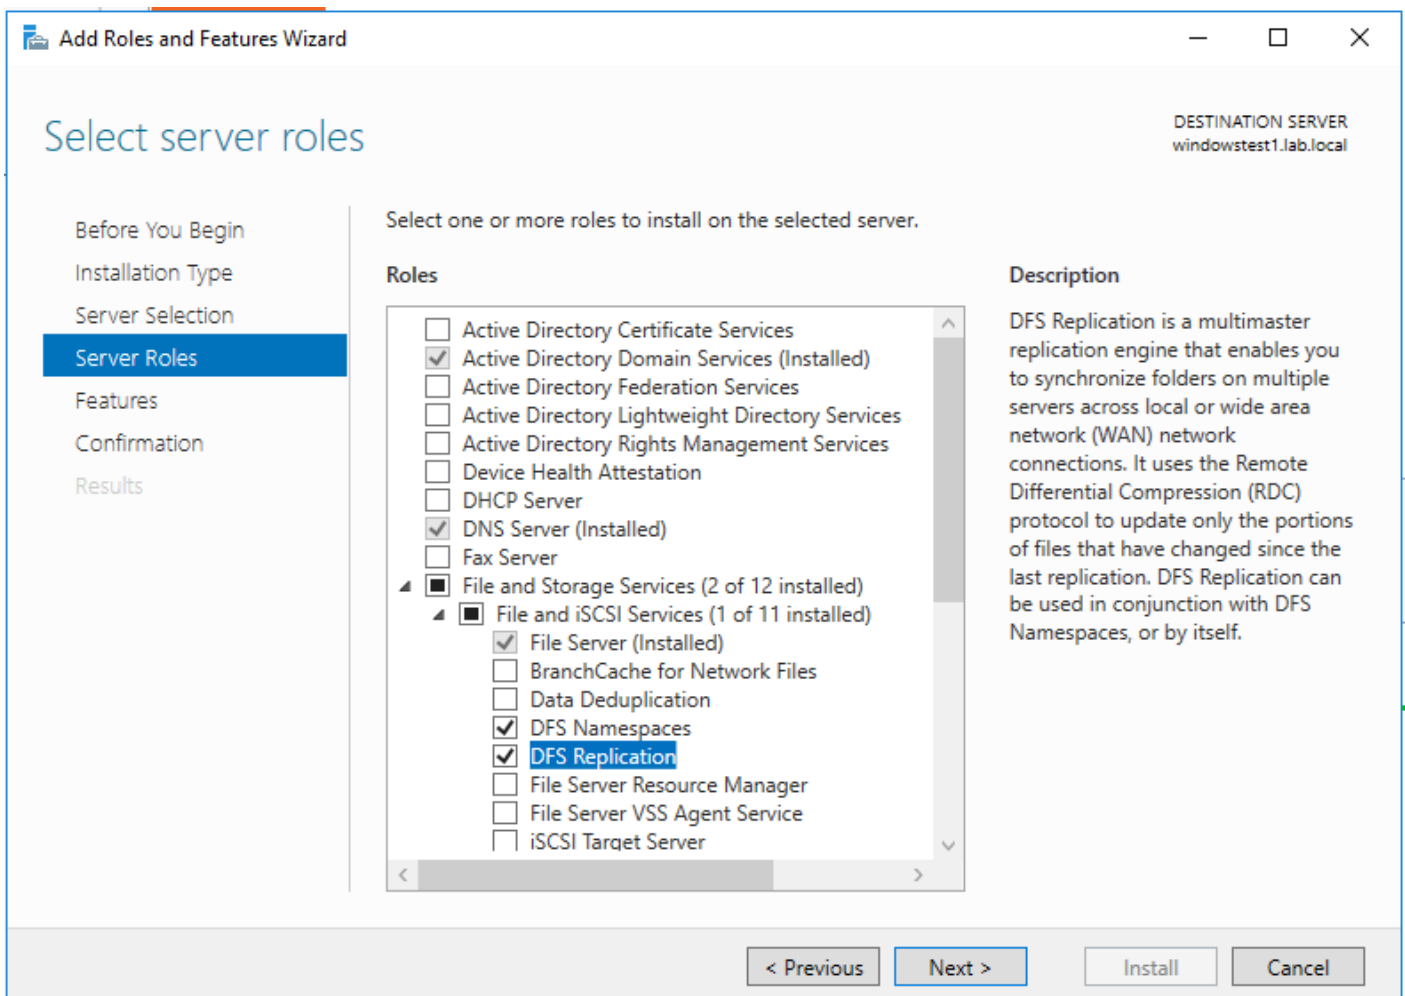 Add Roles and Features Wizard
Select server roles
DESTINATION SERVER
windowstest1.lab.local
Before You Begin
Installation Type
Server Selection
Server Roles
Features
Confirmation
Results
Select one or more roles to install on the selected server.
Roles
Active Directory Certificate Services
Active Directory Domain Services (Installed)
Active Directory Federation Services
Active Directory Lightweight Directory Services
Active Directory Rights Management Services
Device Health Attestation
DHCP Server
DNS Server (Installed)
Fax Server
File and Storage Services (2 of 12 installed)
File and iSCSI Services (1 of 11 installed)
File Server (Installed)
BranchCache for Network Files
Data Deduplication
DFS Namespaces
DFS Replication
File Server Resource Manager
File Server VSS Agent Service
iSCSI Target Server
Description
DFS Replication is a multimaster
replication engine that enables you
to synchronize folders on multiple
servers across local or wide area
network (WAN) network
connections. It uses the Remote
Differential Compression (RDC)
protocol to update only the portions
of files that have changed since the
last replication. DFS Replication can
be used in conjunction with DFS
Namespaces, or by itself.
< Previous
Next >
Install
Cancel